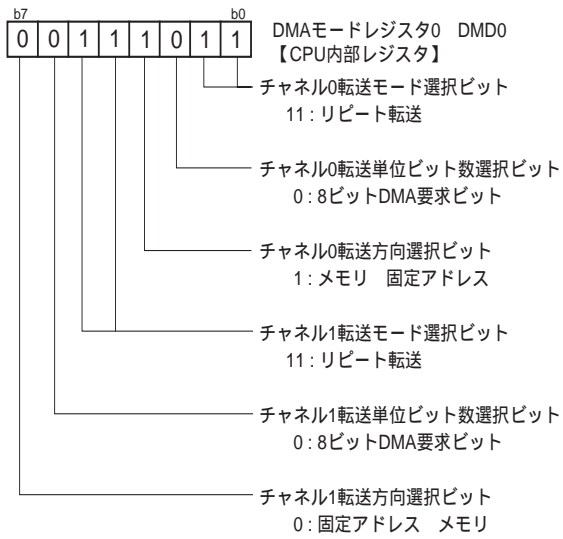 b7 b0
0 0 1 1 1 0 1 1
DMAモードレジスタ0 DMD0
【CPU内部レジスタ】
チャネル0転送モード選択ビット
11 : リピート転送
チャネル0転送単位ビット数選択ビット
0 : 8ビットDMA要求ビット
チャネル0転送方向選択ビット
1 : メモリ 固定アドレス
チャネル1転送モード選択ビット
11 : リピート転送
チャネル1転送単位ビット数選択ビット
0 : 8ビットDMA要求ビット
チャネル1転送方向選択ビット
0 : 固定アドレス メモリ